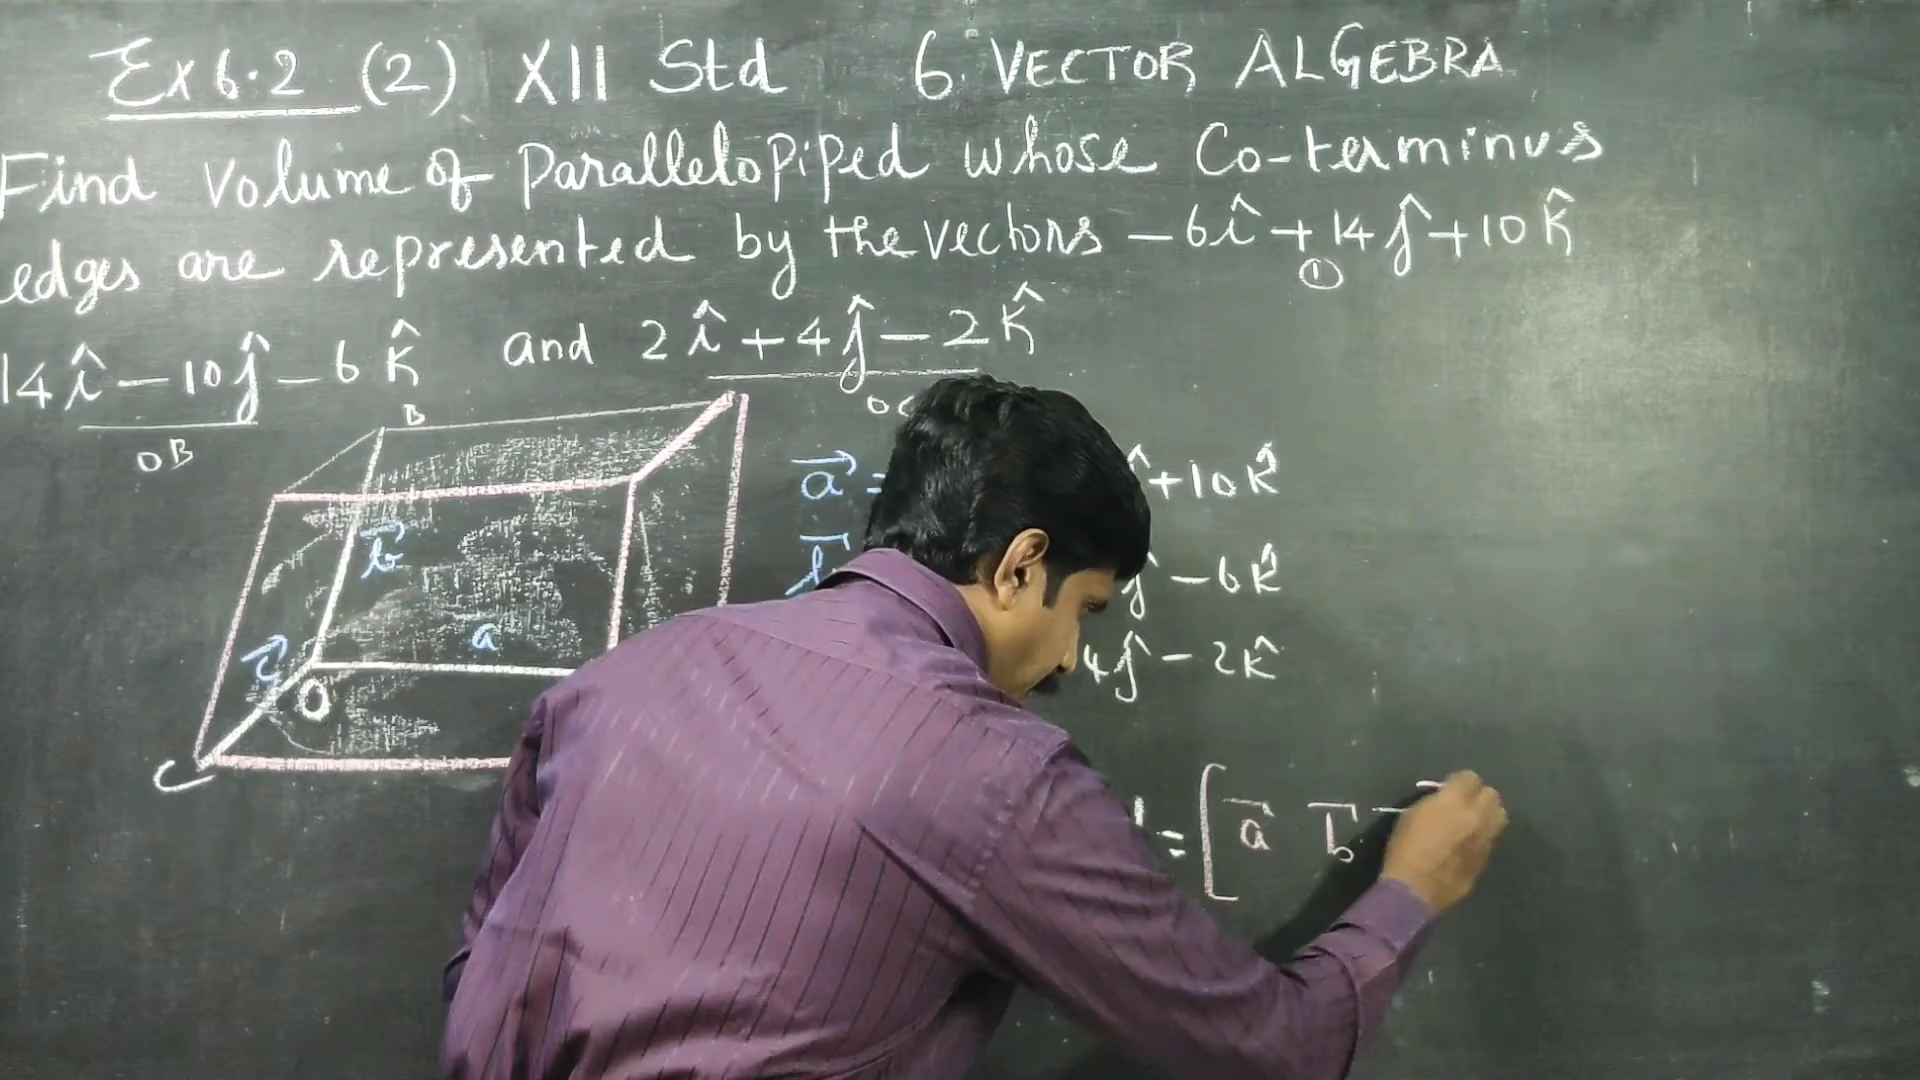 Ex 6.2 (2) XII Std 6. VECTOR ALGEBRA
Find Volume of Parallelopiped whose Co-terminus
edges are represented by the vectors -6î + 14ĵ + 10k̂
①
14î - 10ĵ - 6k̂ and 2î + 4ĵ - 2k̂
OB
B
a⃗ = +10k̂
b⃗ ĵ - 6k̂
4ĵ - 2k̂
b⃗
a
c⃗
O
C
= [a⃗ b⃗